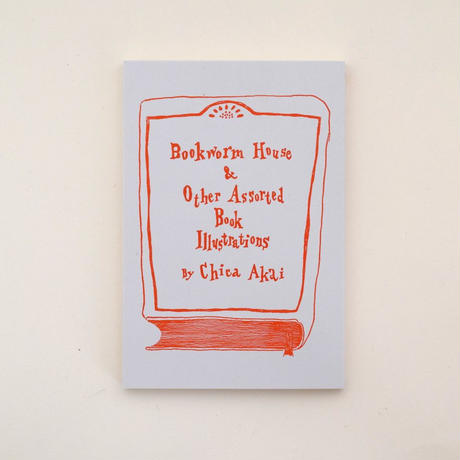 Bookworm House
&
Other Assorted
Book
Illustrations
By Chica Akai